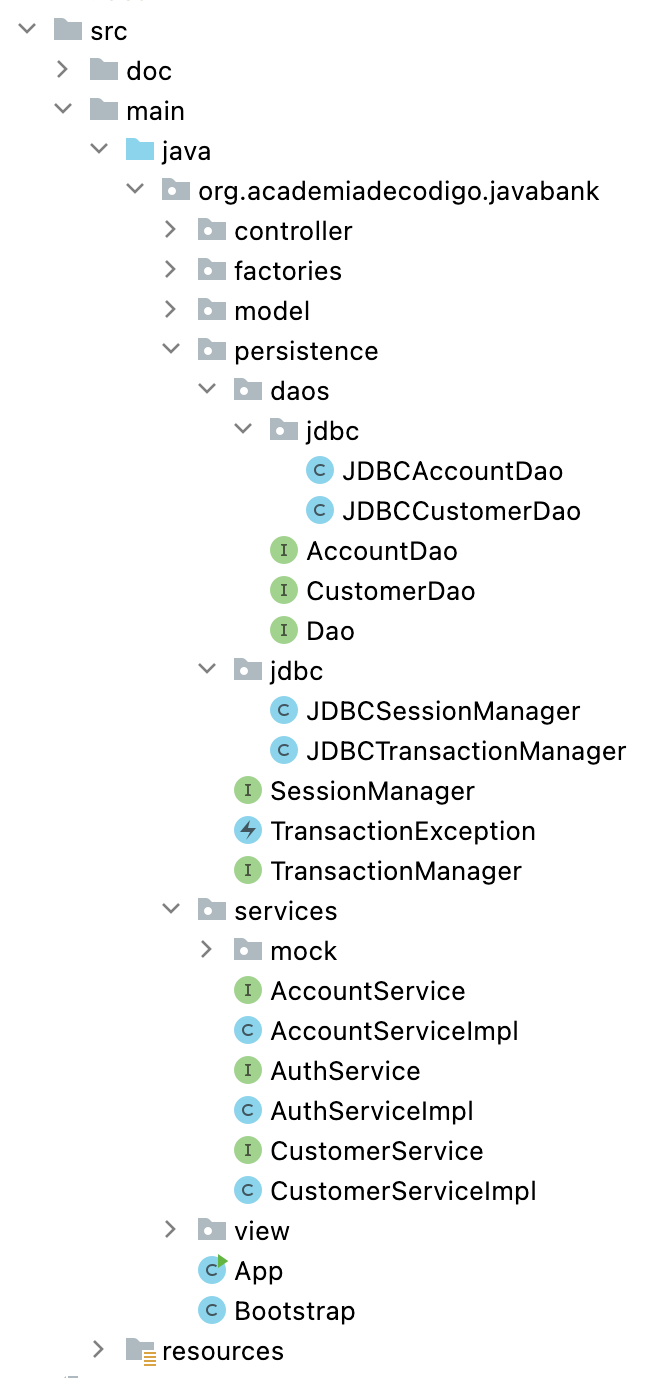 src
doc
main
java
org.academiadecodigo.javabank
controller
factories
model
persistence
daos
jdbc
C JDBCAccountDao
C JDBCCustomerDao
I AccountDao
I CustomerDao
I Dao
jdbc
C JDBCSessionManager
C JDBCTransactionManager
I SessionManager
TransactionException
I TransactionManager
services
mock
I AccountService
C AccountServiceImpl
I AuthService
C AuthServiceImpl
I CustomerService
C CustomerServiceImpl
view
C App
C Bootstrap
resources